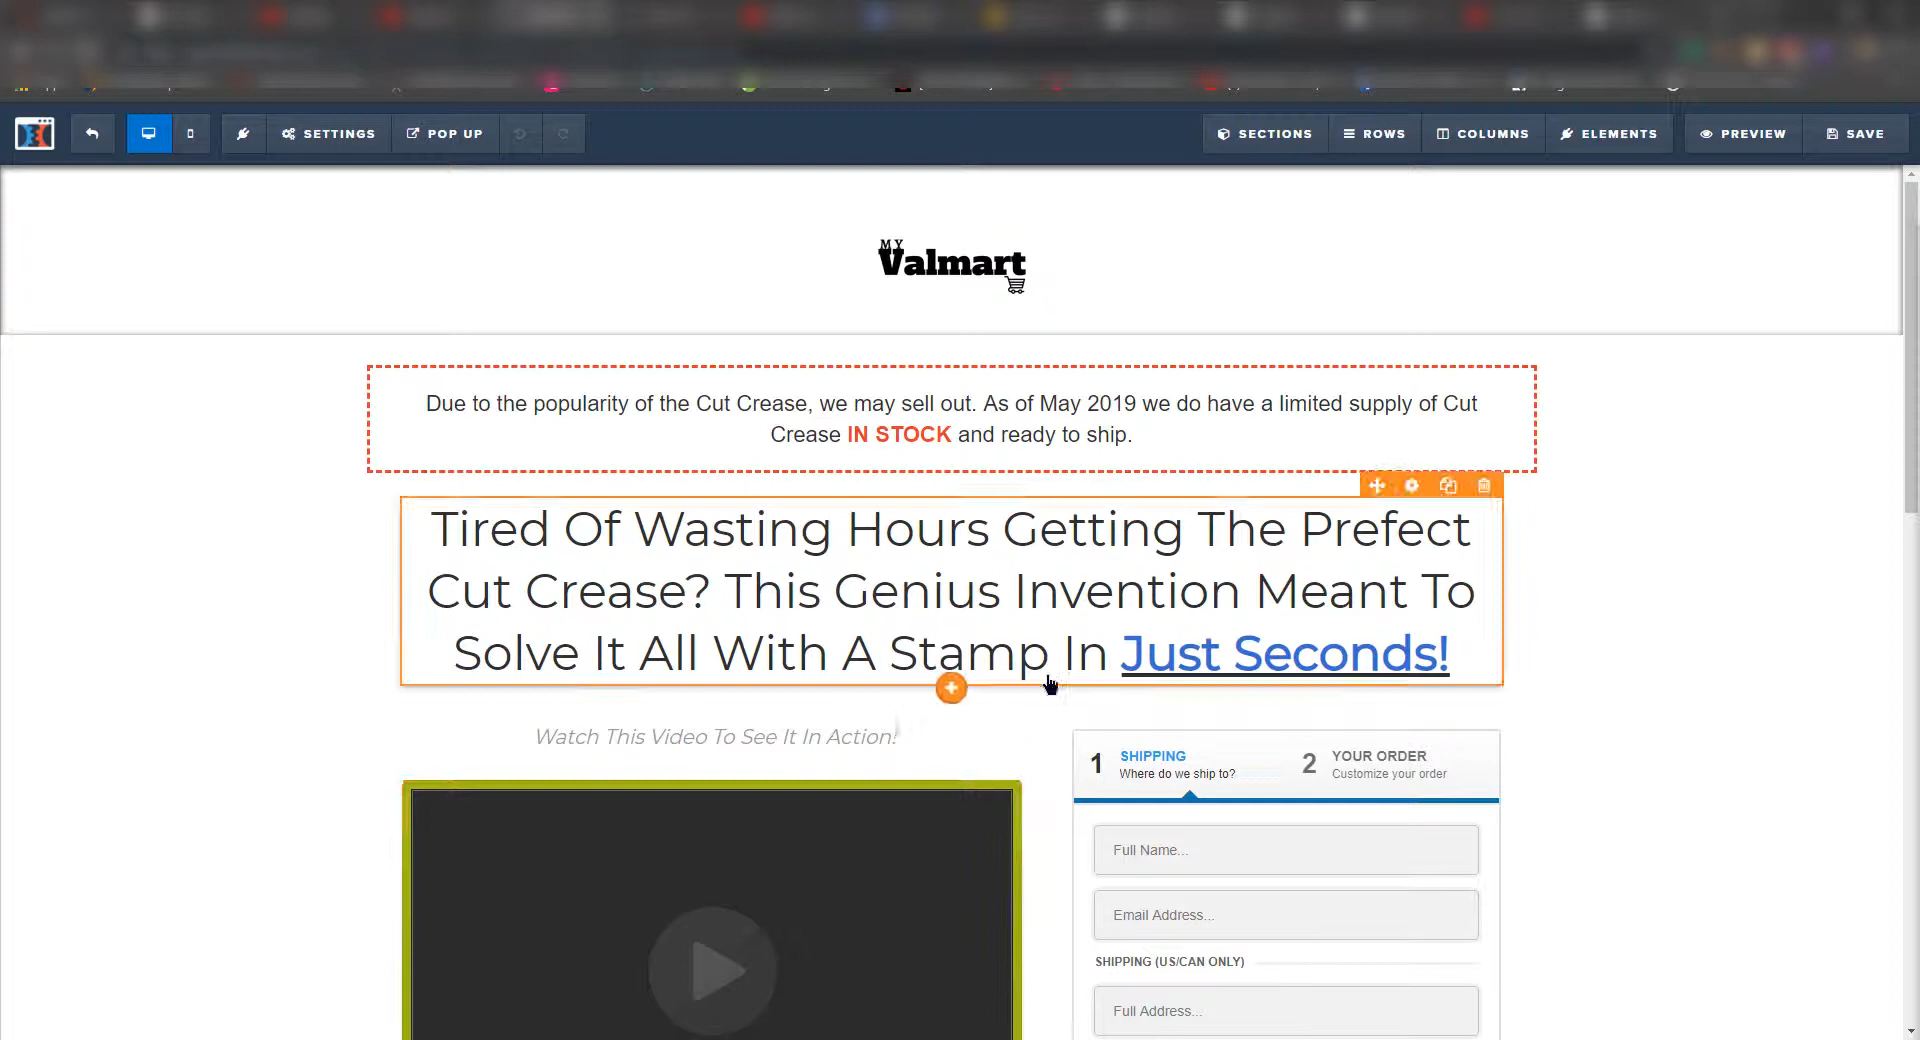 SETTINGS
POP UP
SECTIONS
ROWS
COLUMNS
ELEMENTS
PREVIEW
SAVE
MY
Valmart
Due to the popularity of the Cut Crease, we may sell out. As of May 2019 we do have a limited supply of Cut
Crease IN STOCK and ready to ship.
Tired Of Wasting Hours Getting The Prefect
Cut Crease? This Genius Invention Meant To
Solve It All With A Stamp In Just Seconds!
Watch This Video To See It In Action!
1 SHIPPING
Where do we ship to?
2 YOUR ORDER
Customize your order
Full Name...
Email Address...
SHIPPING (US/CAN ONLY)
Full Address...